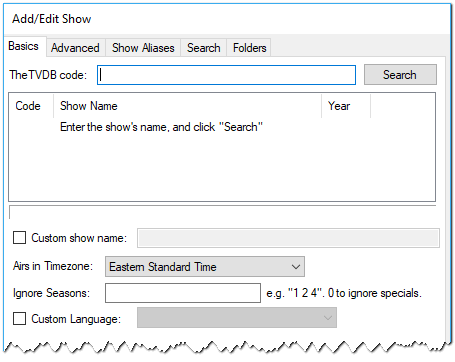 Add/Edit Show
Basics Advanced Show Aliases Search Folders
TheTVDB code: Search
Code Show Name Year
Enter the show's name, and click "Search"
Custom show name:
Airs in Timezone: Eastern Standard Time
Ignore Seasons: e.g. "1 2 4". 0 to ignore specials.
Custom Language: